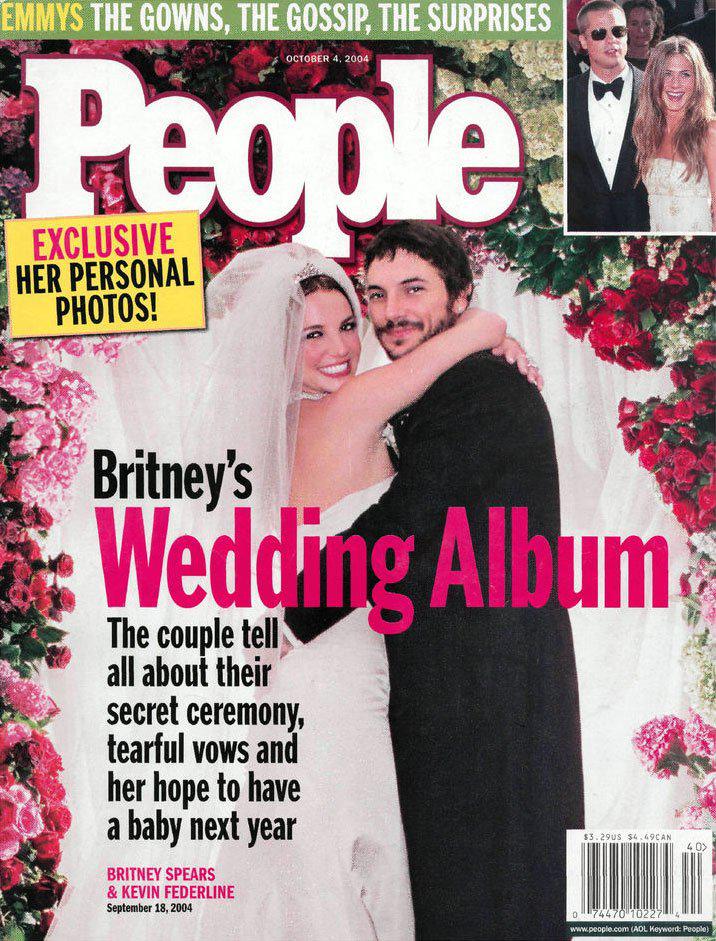 EMMYS THE GOWNS, THE GOSSIP, THE SURPRISES
OCTOBER 4, 2004
People
EXCLUSIVE
HER PERSONAL
PHOTOS!
Britney's
Wedding Album
The couple tell
all about their
secret ceremony,
tearful vows and
her hope to have
a baby next year
BRITNEY SPEARS
& KEVIN FEDERLINE
September 18, 2004
$3.29US $4.49CAN
40>
0 74470 10227 4
www.people.com (AOL Keyword: People)